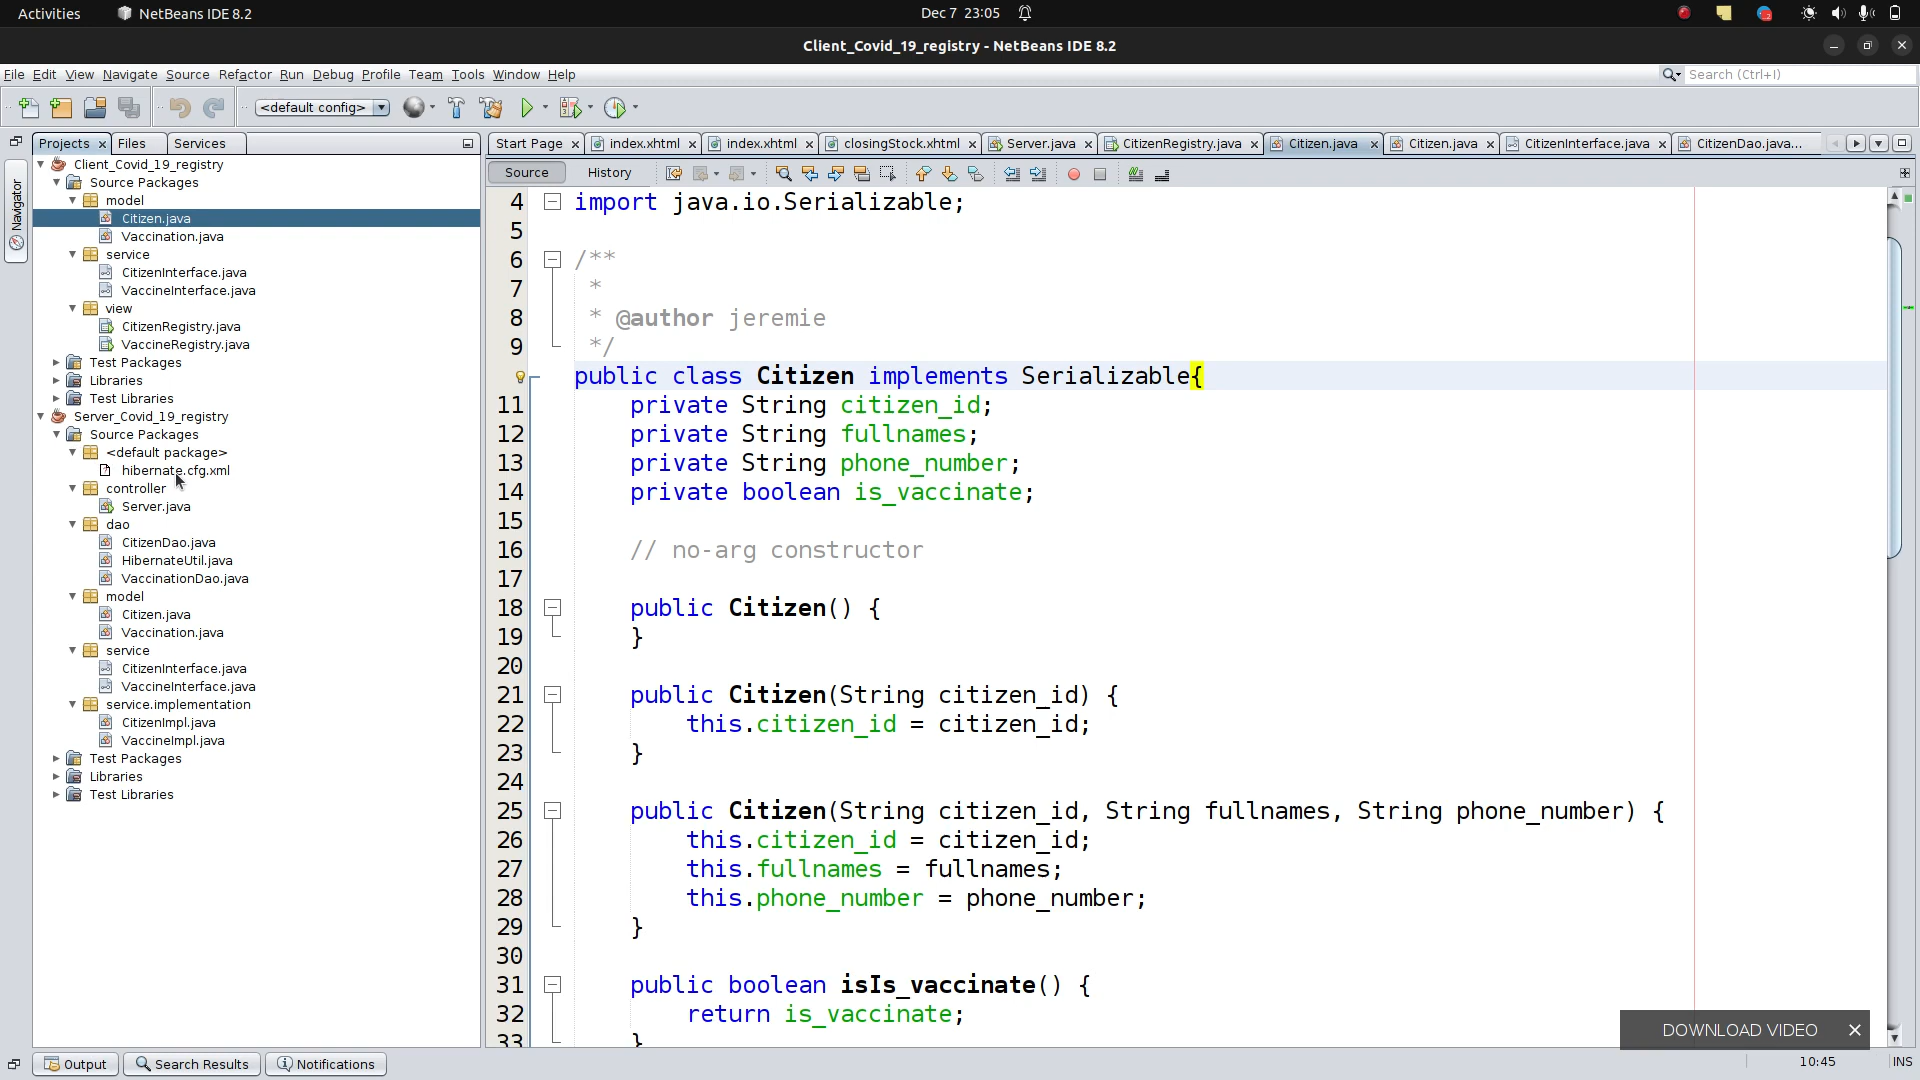 Activities
NetBeans IDE 8.2
Dec 7 23:05
Client_Covid_19_registry - NetBeans IDE 8.2
File Edit View Navigate Source Refactor Run Debug Profile Team Tools Window Help
Search (Ctrl+I)
<default config>
Projects
Files
Services
Start Page
index.xhtml
index.xhtml
closingStock.xhtml
Server.java
CitizenRegistry.java
Citizen.java
Citizen.java
CitizenInterface.java
CitizenDao.java...
Source
History
Navigator
Client_Covid_19_registry
Source Packages
model
Citizen.java
Vaccination.java
service
CitizenInterface.java
VaccineInterface.java
view
CitizenRegistry.java
VaccineRegistry.java
Test Packages
Libraries
Test Libraries
Server_Covid_19_registry
Source Packages
<default package>
hibernate.cfg.xml
controller
Server.java
dao
CitizenDao.java
HibernateUtil.java
VaccinationDao.java
model
Citizen.java
Vaccination.java
service
CitizenInterface.java
VaccineInterface.java
service.implementation
CitizenImpl.java
VaccineImpl.java
Test Packages
Libraries
Test Libraries
4 import java.io.Serializable;
5
6 /**
7 *
8 * @author jeremie
9 */
public class Citizen implements Serializable{
11 private String citizen_id;
12 private String fullnames;
13 private String phone_number;
14 private boolean is_vaccinate;
15
16 // no-arg constructor
17
18 public Citizen() {
19 }
20
21 public Citizen(String citizen_id) {
22 this.citizen_id = citizen_id;
23 }
24
25 public Citizen(String citizen_id, String fullnames, String phone_number) {
26 this.citizen_id = citizen_id;
27 this.fullnames = fullnames;
28 this.phone_number = phone_number;
29 }
30
31 public boolean isIs_vaccinate() {
32 return is_vaccinate;
33 }
DOWNLOAD VIDEO
Output
Search Results
Notifications
10:45
INS